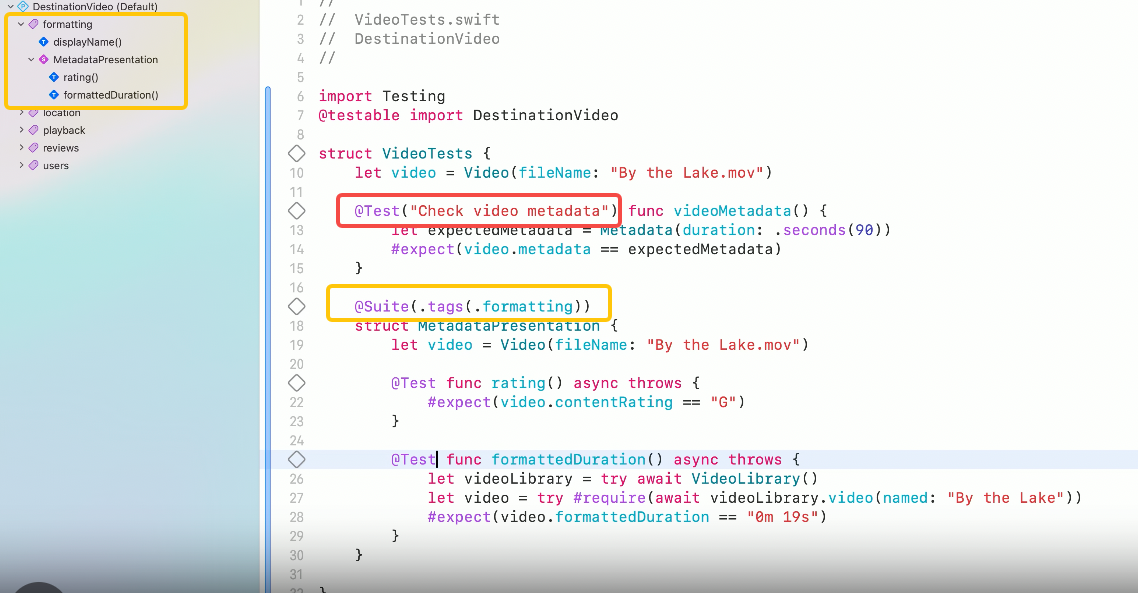 DestinationVideo (Default)
formatting
displayName()
MetadataPresentation
rating()
formattedDuration()
location
playback
reviews
users
1 //
2 // VideoTests.swift
3 // DestinationVideo
4 //
5
6 import Testing
7 @testable import DestinationVideo
8
struct VideoTests {
10 let video = Video(fileName: "By the Lake.mov")
11
@Test("Check video metadata") func videoMetadata() {
13 let expectedMetadata = Metadata(duration: .seconds(90))
14 #expect(video.metadata == expectedMetadata)
15 }
16
@Suite(.tags(.formatting))
18 struct MetadataPresentation {
19 let video = Video(fileName: "By the Lake.mov")
20
@Test func rating() async throws {
22 #expect(video.contentRating == "G")
23 }
24
@Test func formattedDuration() async throws {
26 let videoLibrary = try await VideoLibrary()
27 let video = try #require(await videoLibrary.video(named: "By the Lake"))
28 #expect(video.formattedDuration == "0m 19s")
29 }
30 }
31
32 }